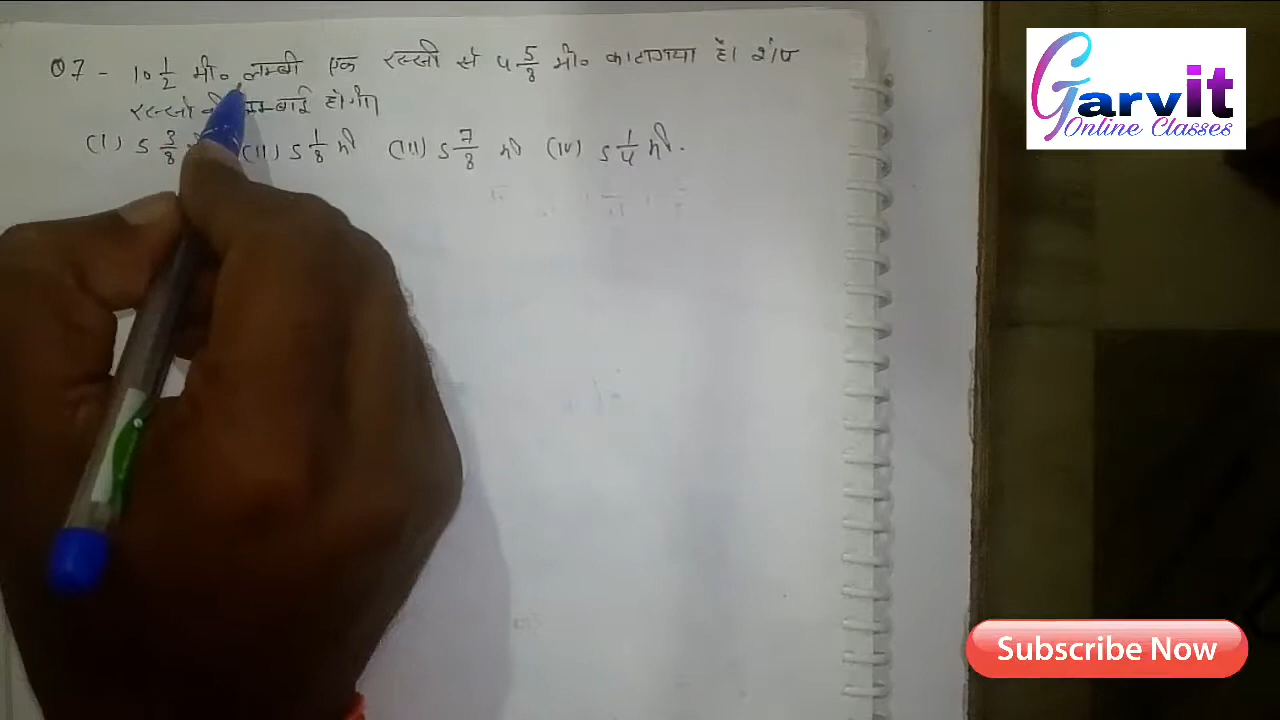 07 - 10 1/2 मी० लम्बी एक रस्सी से 4 5/8 मी० काटा गया है। शेष
रस्सी की लम्बाई होगी।
(I) 5 3/8 (II) 5 1/8 मी (III) 5 7/8 मी (IV) 5 1/4 मी.
Garvit
Online Classes
Subscribe Now